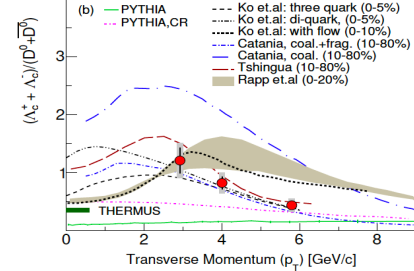 (b)
PYTHIA
PYTHIA,CR
Ko et.al: three quark (0-5%)
Ko et.al: di-quark, (0-5%)
Ko et.al: with flow (0-10%)
Catania, coal.+frag. (10-80%)
Catania, coal. (10-80%)
Tshingua (10-80%)
Rapp et.al (0-20%)
(Λc⁺ + Λc⁻)/(D⁰+D̅⁰)
3
2
1
THERMUS
0 2 4 6 8
Transverse Momentum (pT) [GeV/c]